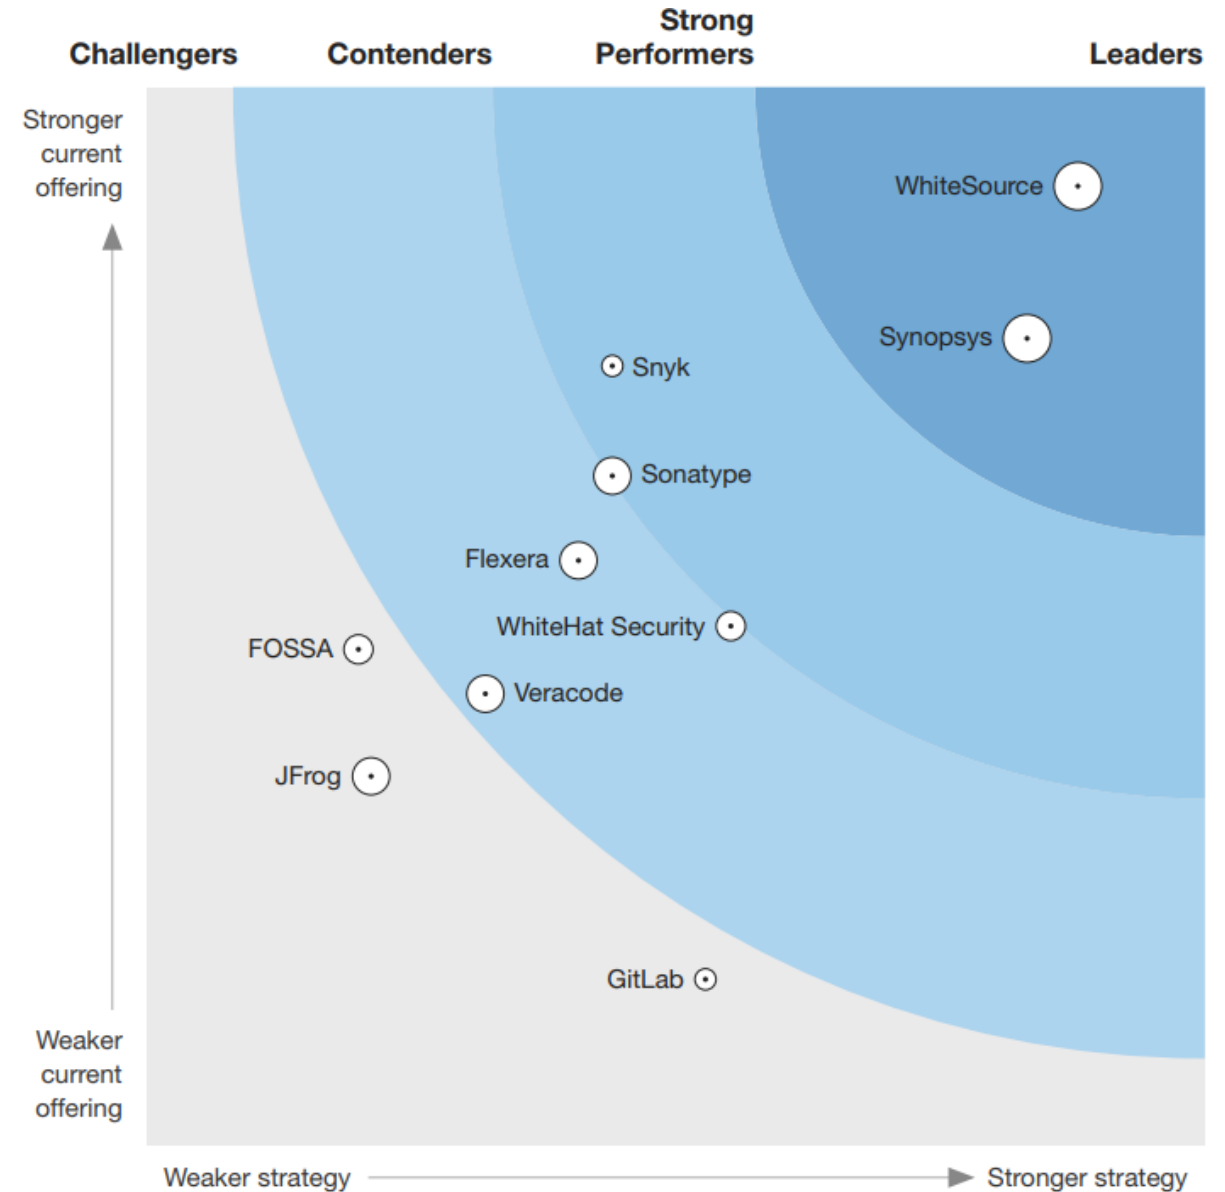 Challengers
Contenders
Strong
Performers
Leaders
Stronger
current
offering
WhiteSource
Synopsys
Snyk
Sonatype
Flexera
WhiteHat Security
FOSSA
Veracode
JFrog
GitLab
Weaker
current
offering
Weaker strategy
Stronger strategy